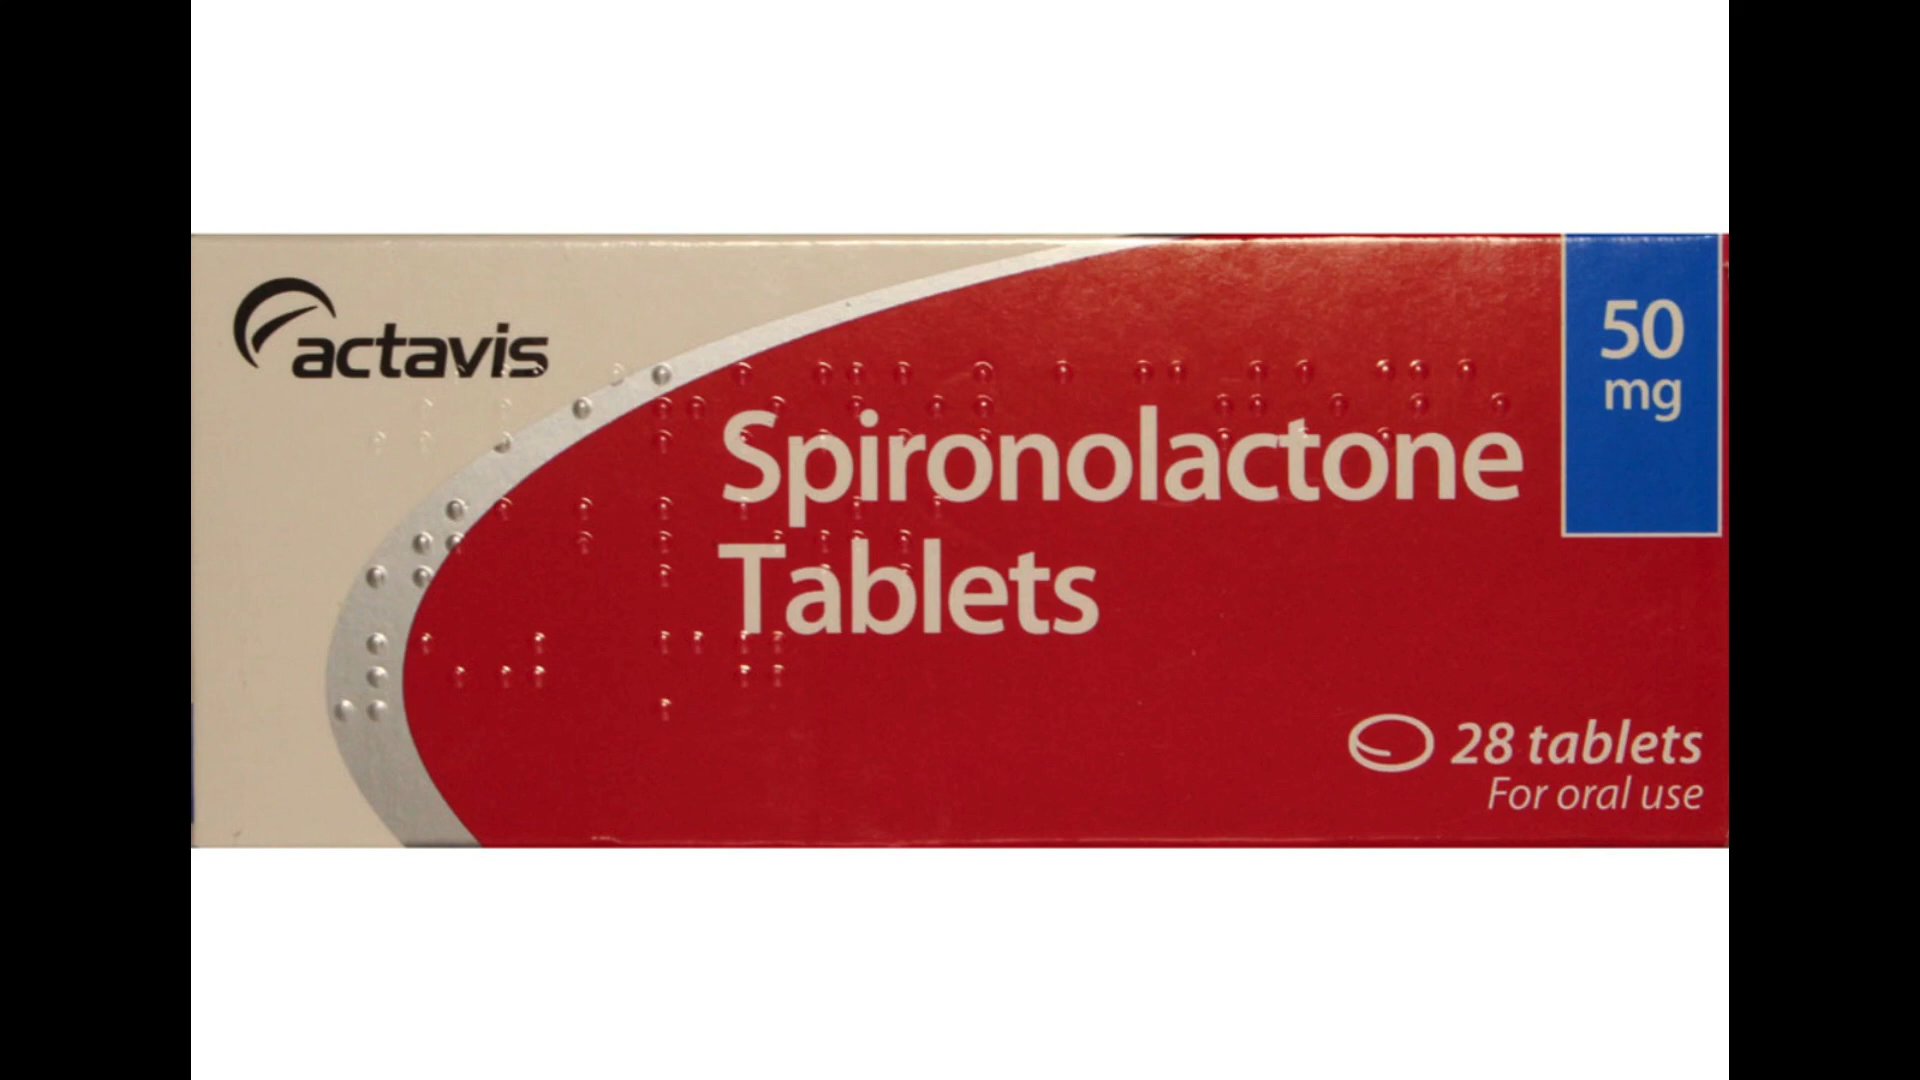 actavis
50
mg
Spironolactone
Tablets
28 tablets
For oral use